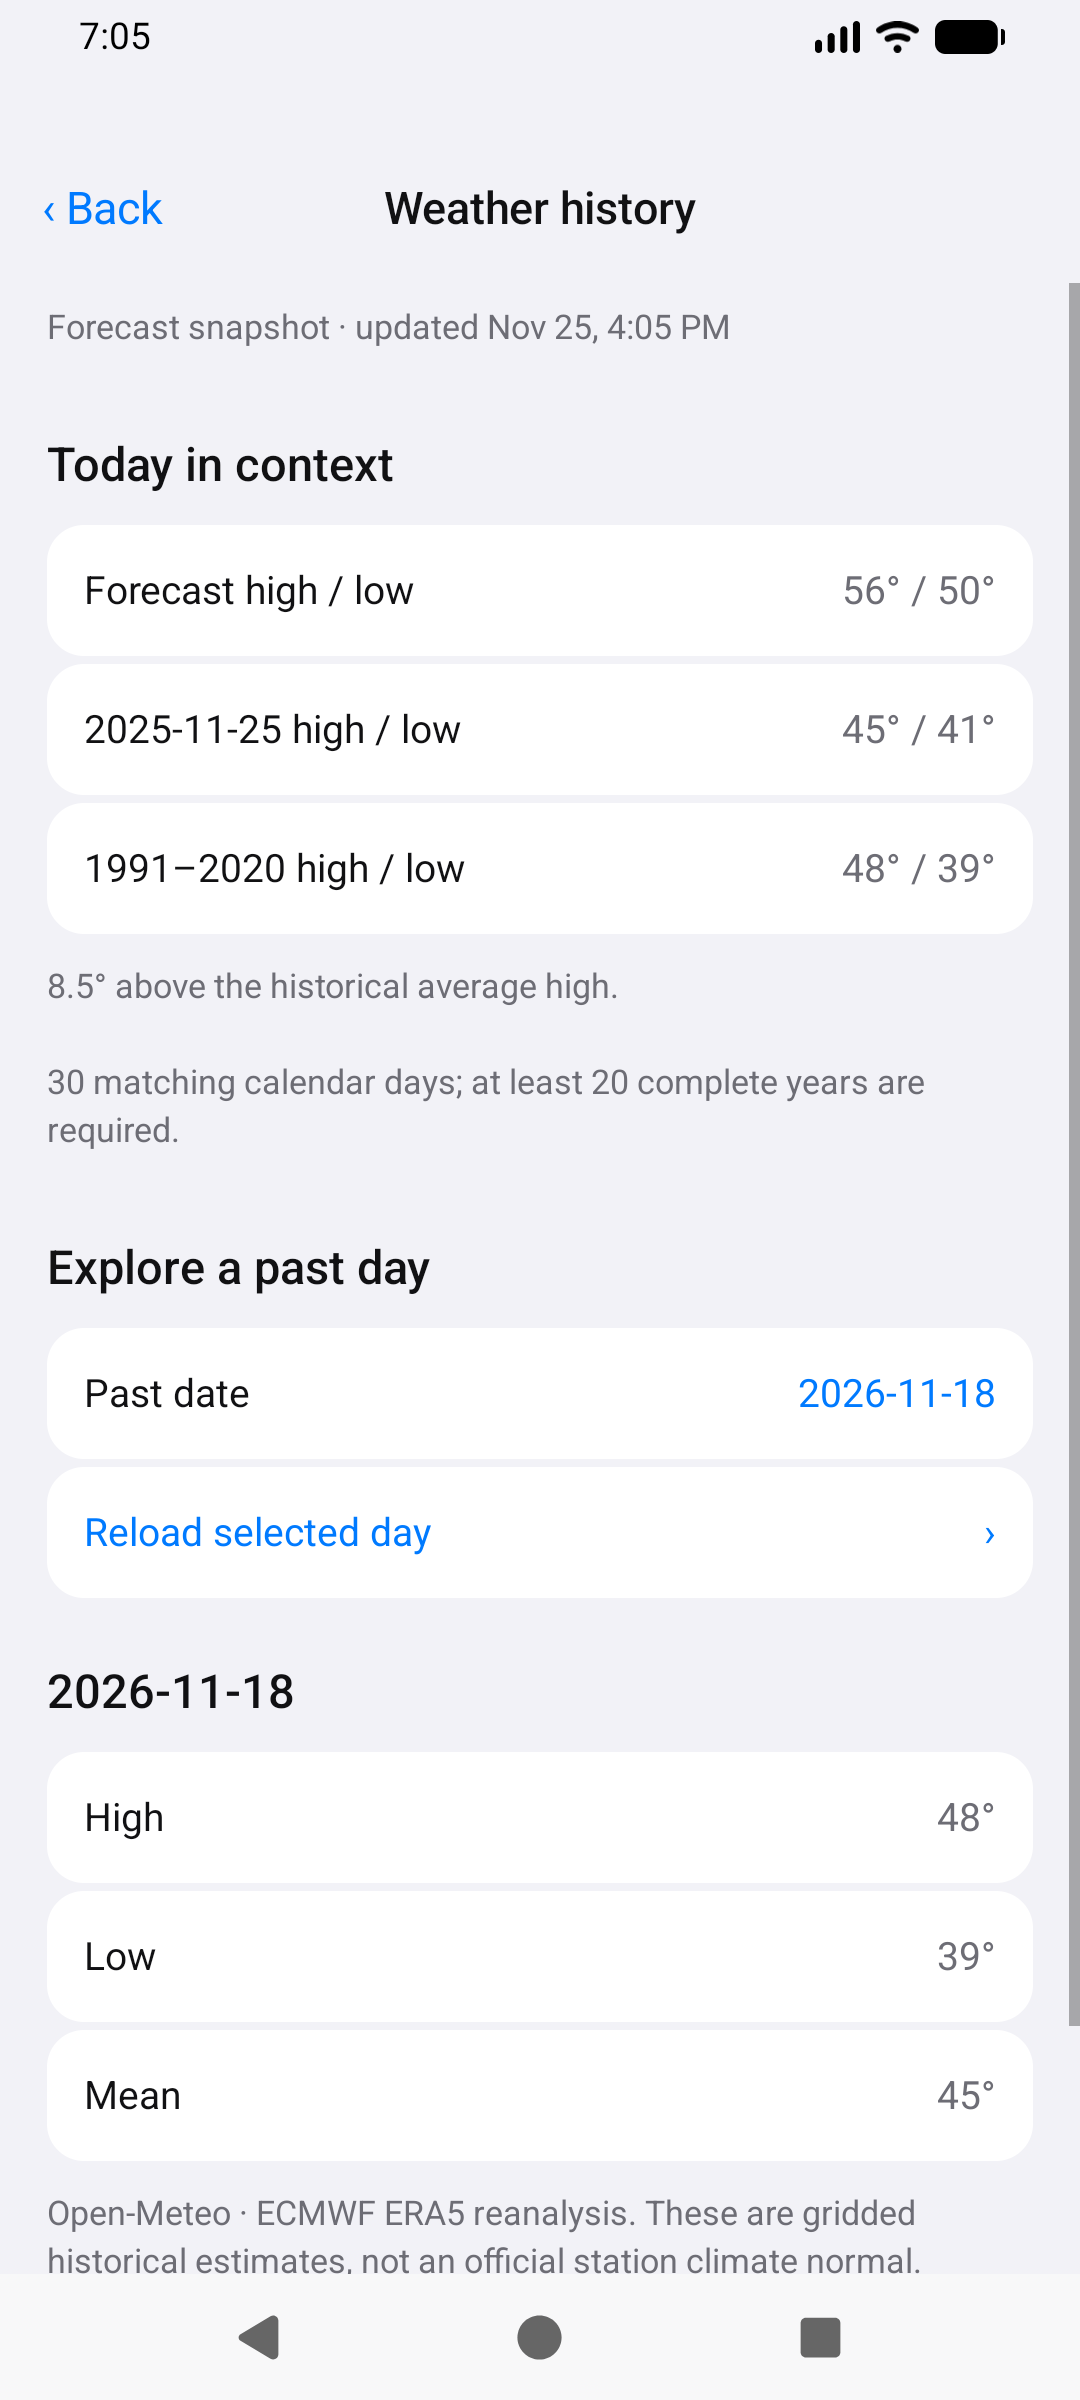 7:05
‹ Back
Weather history
Forecast snapshot · updated Nov 25, 4:05 PM
Today in context
Forecast high / low 56° / 50°
2025-11-25 high / low 45° / 41°
1991–2020 high / low 48° / 39°
8.5° above the historical average high.
30 matching calendar days; at least 20 complete years are
required.
Explore a past day
Past date 2026-11-18
Reload selected day ›
2026-11-18
High 48°
Low 39°
Mean 45°
Open-Meteo · ECMWF ERA5 reanalysis. These are gridded
historical estimates, not an official station climate normal.